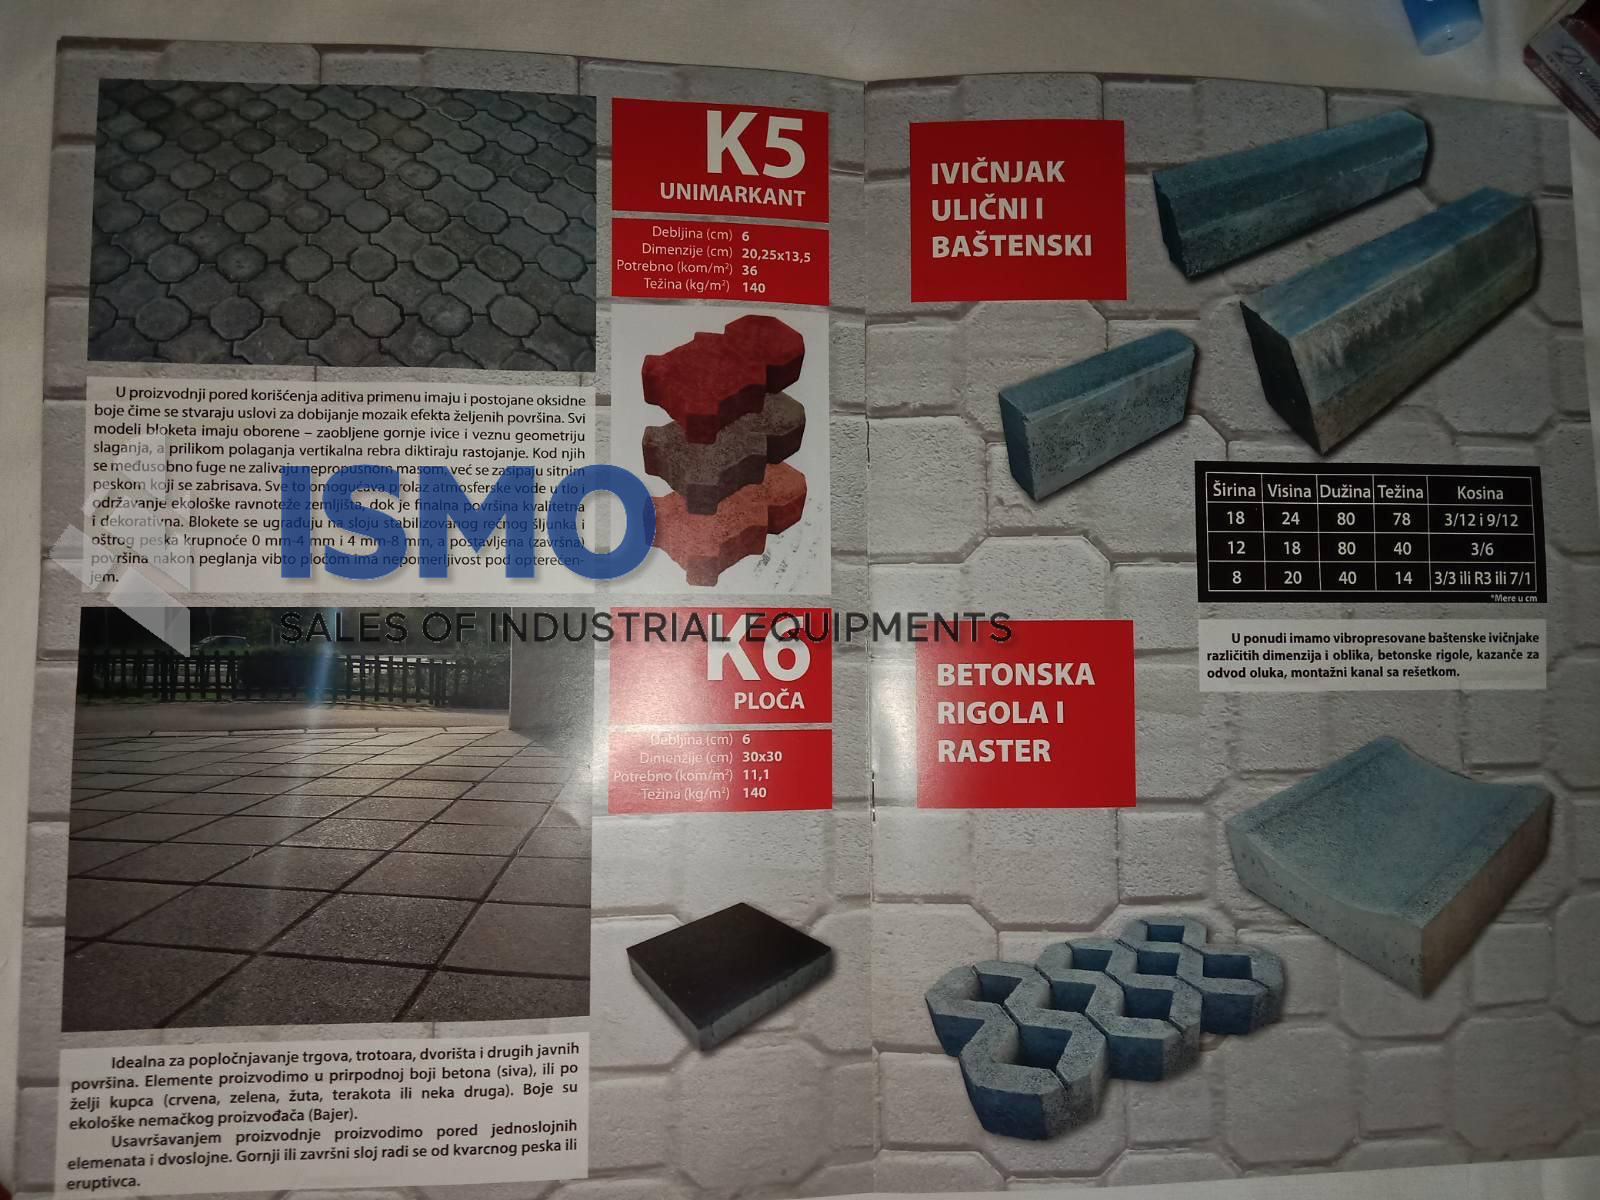 K5
UNIMARKANT
Debljina (cm) 6
Dimenzije (cm) 20,25x13,5
Potrebno (kom/m²) 36
Težina (kg/m²) 140
U proizvodnji pored korišćenja aditiva primenu imaju i postojane oksidne
boje čime se stvaraju uslovi za dobijanje mozaik efekta željenih površina. Svi
modeli bloketa imaju oborene – zaobljene gornje ivice i veznu geometriju
slaganja, a prilikom polaganja vertikalna rebra diktiraju rastojanje. Kod njih
se međusobno fuge ne zalivaju nepropusnom masom, već se zasipaju sitnim
peskom koji se zabrisava. Sve to omogućava prolaz atmosferske vode u tlo i
održavanje ekološke ravnoteže zemljišta, dok je finalna površina kvalitetna
i dekorativna. Blokete se ugrađuju na sloju stabilizovanog rečnog šljunka i
oštrog peska krupnoće 0 mm-4 mm i 4 mm-8 mm, a postavljena (završna)
površina nakon peglanja vibto pločom ima nepomerljivost pod opterećen-
jem.
ISMO
SALES OF INDUSTRIAL EQUIPMENTS
K6
PLOČA
Debljina (cm) 6
Dimenzije (cm) 30x30
Potrebno (kom/m²) 11,1
Težina (kg/m²) 140
Idealna za popločnjavanje trgova, trotoara, dvorišta i drugih javnih
površina. Elemente proizvodimo u prirpodnoj boji betona (siva), ili po
želji kupca (crvena, zelena, žuta, terakota ili neka druga). Boje su
ekološke nemačkog proizvođača (Bajer).
Usavršavanjem proizvodnje proizvodimo pored jednoslojnih
elemenata i dvoslojne. Gornji ili završni sloj radi se od kvarcnog peska ili
eruptivca.
IVIČNJAK
ULIČNI I
BAŠTENSKI
Širina Visina Dužina Težina Kosina
18 24 80 78 3/12 i 9/12
12 18 80 40 3/6
8 20 40 14 3/3 ili R3 ili 7/1
*Mere u cm
U ponudi imamo vibropresovane baštenske ivičnjake
različitih dimenzija i oblika, betonske rigole, kazanče za
odvod oluka, montažni kanal sa rešetkom.
BETONSKA
RIGOLA I
RASTER